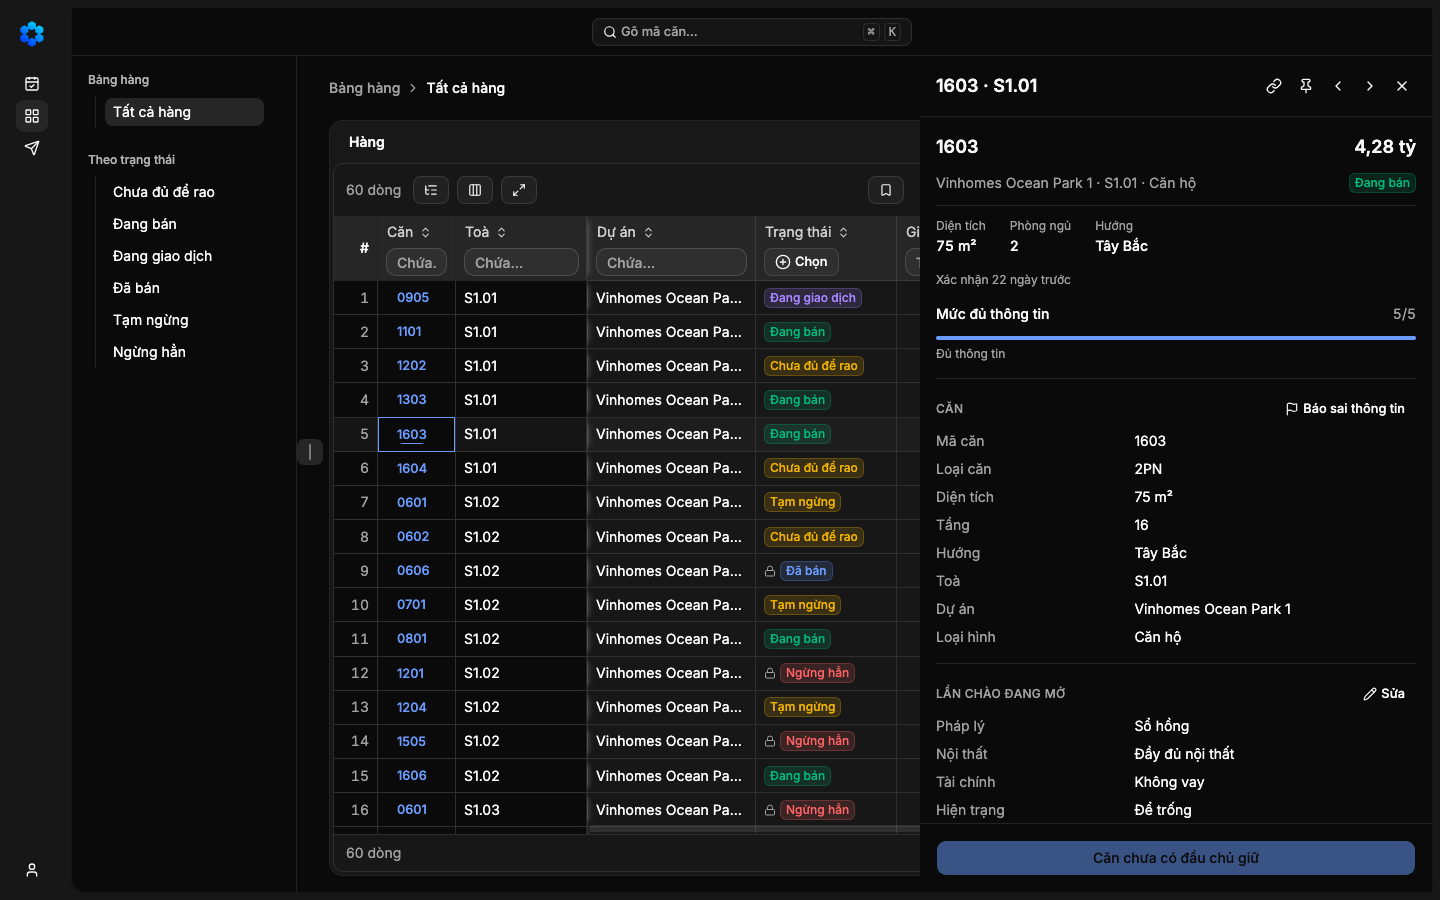 Gõ mã căn... ⌘ K
Bảng hàng
Tất cả hàng
Theo trạng thái
Chưa đủ để rao
Đang bán
Đang giao dịch
Đã bán
Tạm ngừng
Ngừng hẳn
Bảng hàng > Tất cả hàng
Hàng
60 dòng
# Căn Toà Dự án Trạng thái
Chứa. Chứa... Chứa... Chọn
1 0905 S1.01 Vinhomes Ocean Pa... Đang giao dịch
2 1101 S1.01 Vinhomes Ocean Pa... Đang bán
3 1202 S1.01 Vinhomes Ocean Pa... Chưa đủ để rao
4 1303 S1.01 Vinhomes Ocean Pa... Đang bán
5 1603 S1.01 Vinhomes Ocean Pa... Đang bán
6 1604 S1.01 Vinhomes Ocean Pa... Chưa đủ để rao
7 0601 S1.02 Vinhomes Ocean Pa... Tạm ngừng
8 0602 S1.02 Vinhomes Ocean Pa... Chưa đủ để rao
9 0606 S1.02 Vinhomes Ocean Pa... Đã bán
10 0701 S1.02 Vinhomes Ocean Pa... Tạm ngừng
11 0801 S1.02 Vinhomes Ocean Pa... Đang bán
12 1201 S1.02 Vinhomes Ocean Pa... Ngừng hẳn
13 1204 S1.02 Vinhomes Ocean Pa... Tạm ngừng
14 1505 S1.02 Vinhomes Ocean Pa... Ngừng hẳn
15 1606 S1.02 Vinhomes Ocean Pa... Đang bán
16 0601 S1.03 Vinhomes Ocean Pa... Ngừng hẳn
60 dòng
1603 · S1.01
1603 4,28 tỷ
Vinhomes Ocean Park 1 · S1.01 · Căn hộ Đang bán
Diện tích Phòng ngủ Hướng
75 m² 2 Tây Bắc
Xác nhận 22 ngày trước
Mức đủ thông tin 5/5
Đủ thông tin
CĂN Báo sai thông tin
Mã căn 1603
Loại căn 2PN
Diện tích 75 m²
Tầng 16
Hướng Tây Bắc
Toà S1.01
Dự án Vinhomes Ocean Park 1
Loại hình Căn hộ
LẦN CHÀO ĐANG MỞ Sửa
Pháp lý Sổ hồng
Nội thất Đầy đủ nội thất
Tài chính Không vay
Hiện trạng Để trống
Căn chưa có đầu chủ giữ